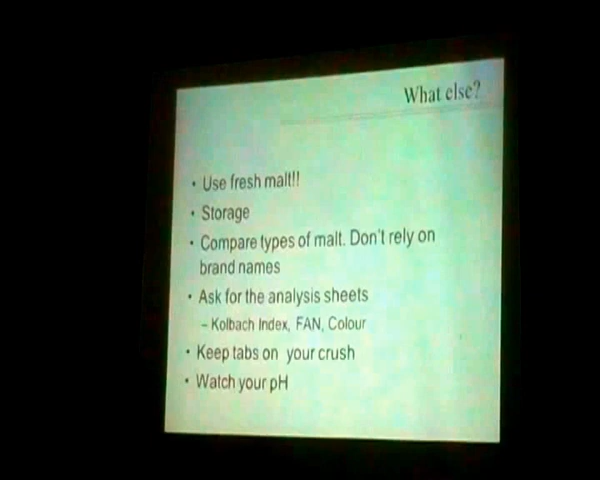 What else?
• Use fresh malt!!
• Storage
• Compare types of malt. Don't rely on
brand names
• Ask for the analysis sheets
– Kolbach Index, FAN, Colour
• Keep tabs on your crush
• Watch your pH